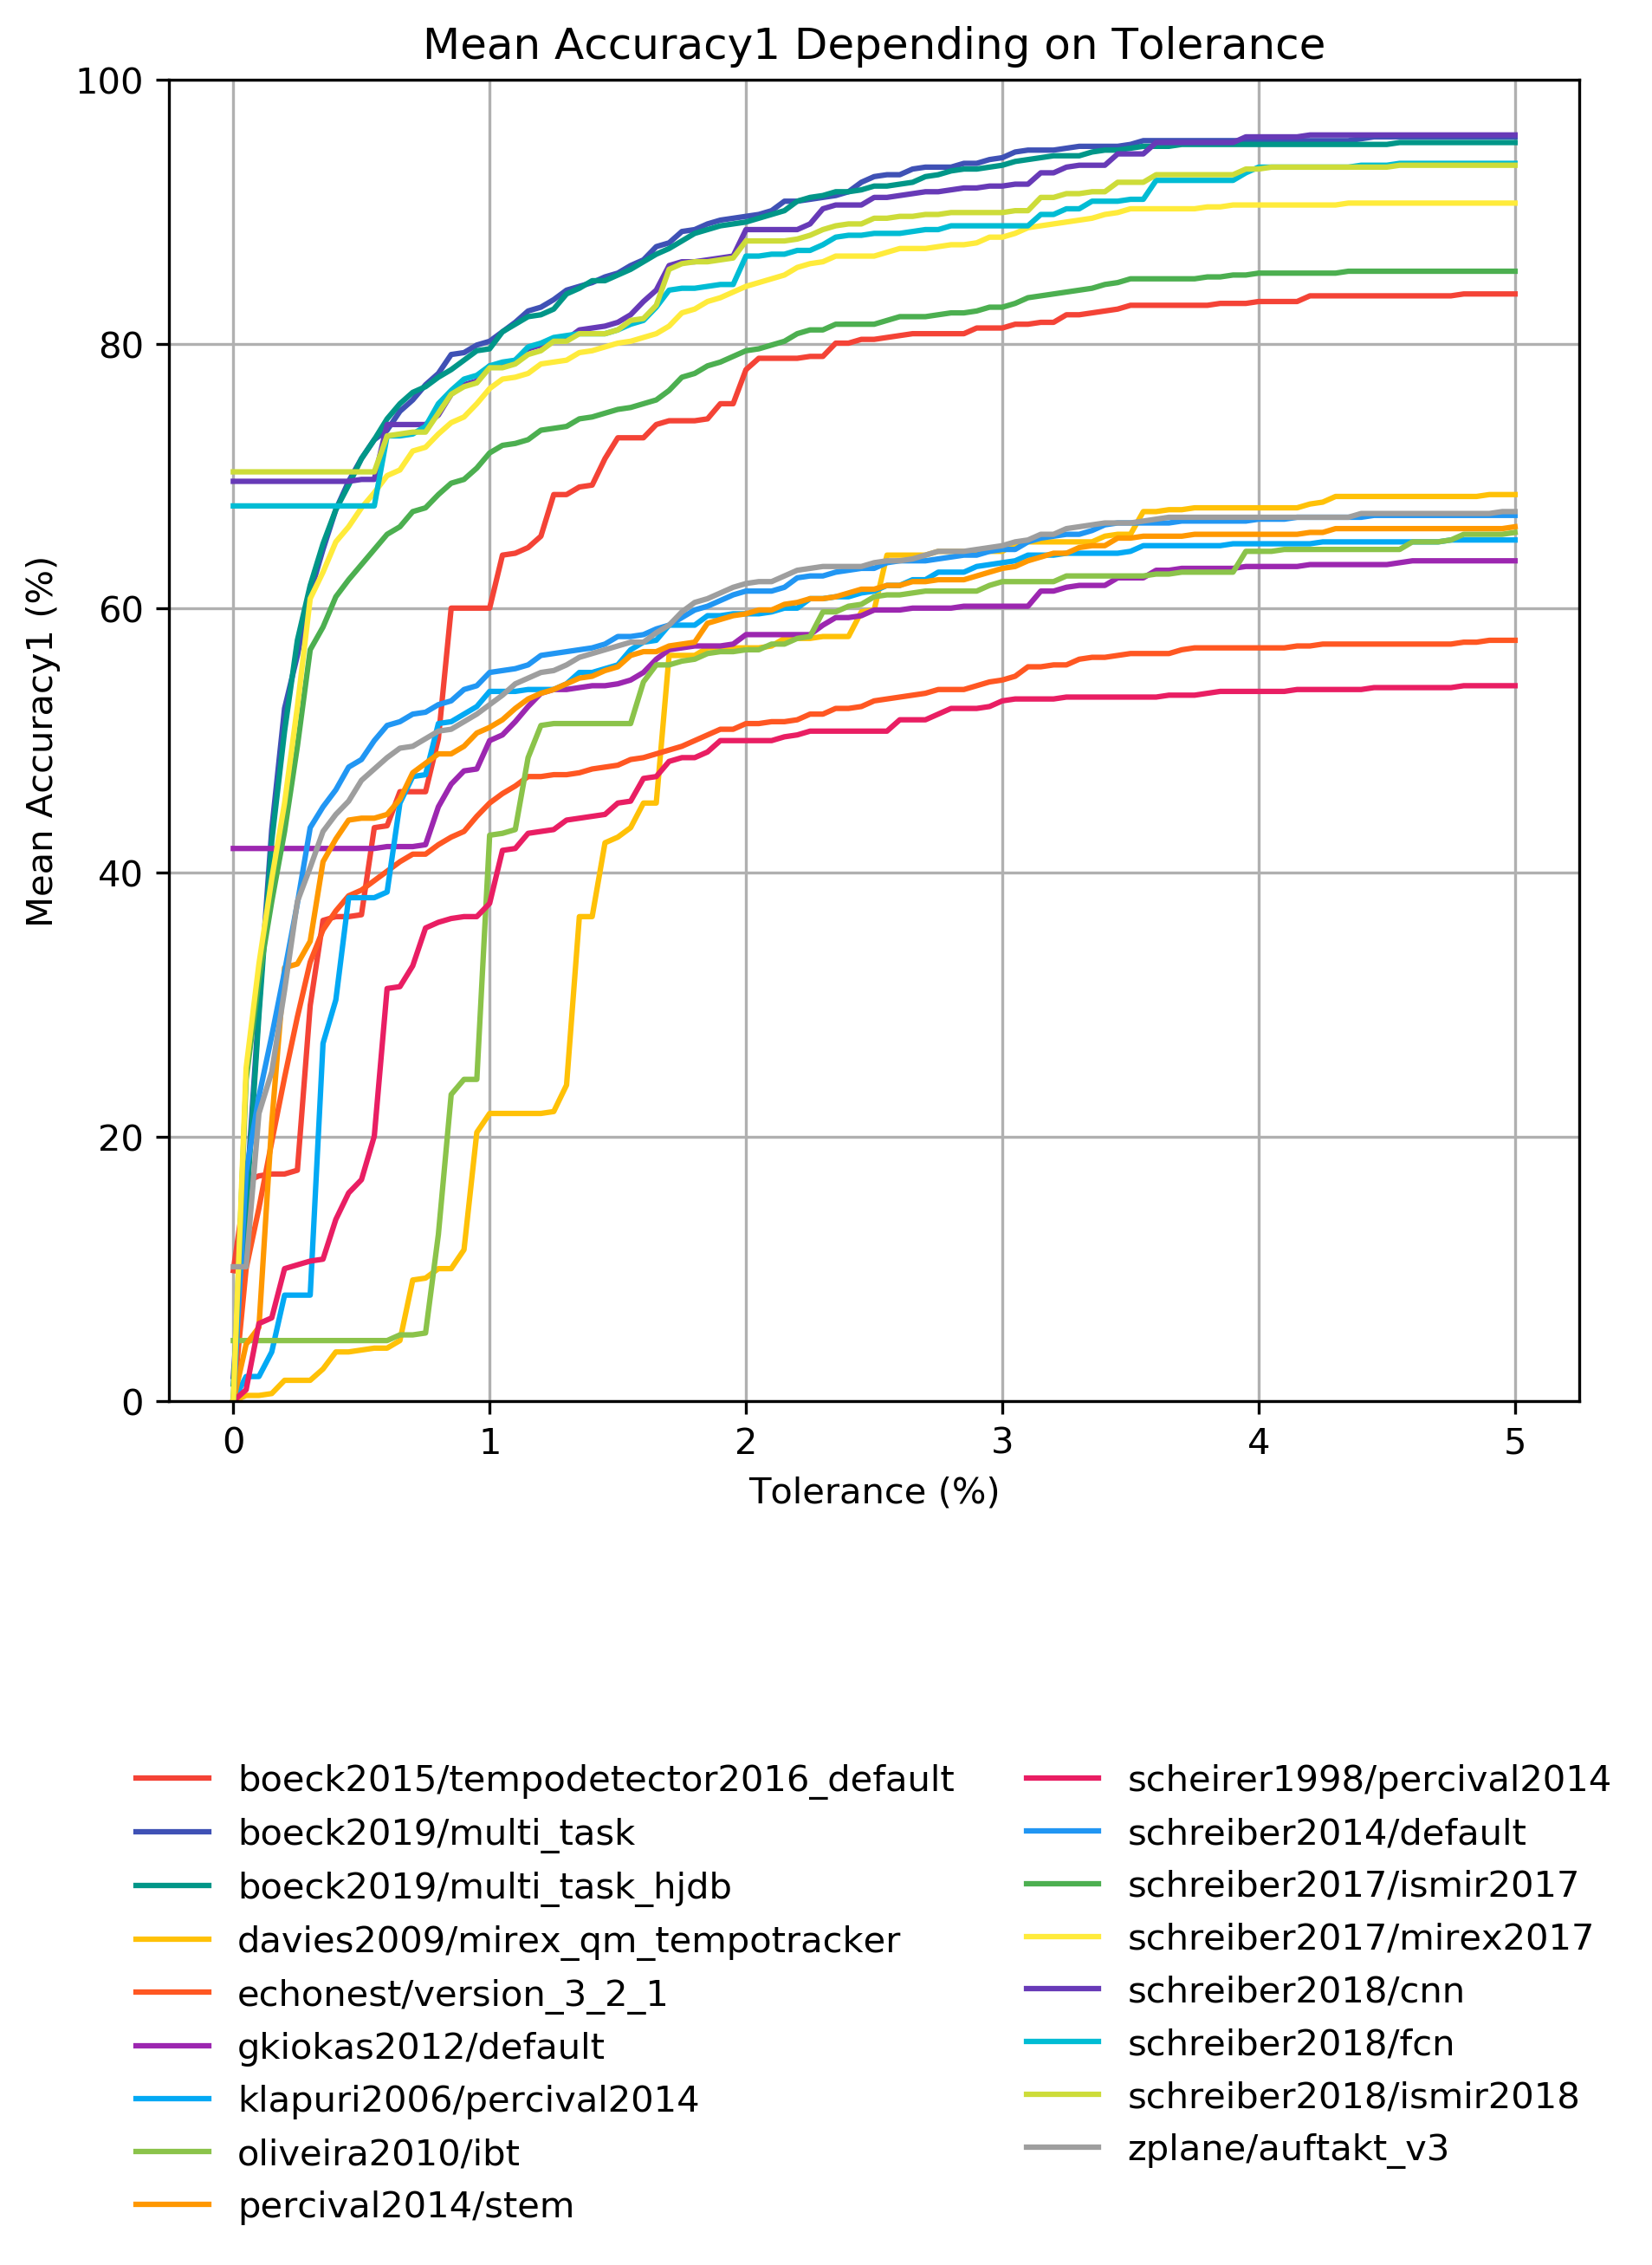 Mean Accuracy1 Depending on Tolerance
Mean Accuracy1 (%)
100
80
60
40
20
0
0 1 2 3 4 5
Tolerance (%)
boeck2015/tempodetector2016_default
boeck2019/multi_task
boeck2019/multi_task_hjdb
davies2009/mirex_qm_tempotracker
echonest/version_3_2_1
gkiokas2012/default
klapuri2006/percival2014
oliveira2010/ibt
percival2014/stem
scheirer1998/percival2014
schreiber2014/default
schreiber2017/ismir2017
schreiber2017/mirex2017
schreiber2018/cnn
schreiber2018/fcn
schreiber2018/ismir2018
zplane/auftakt_v3